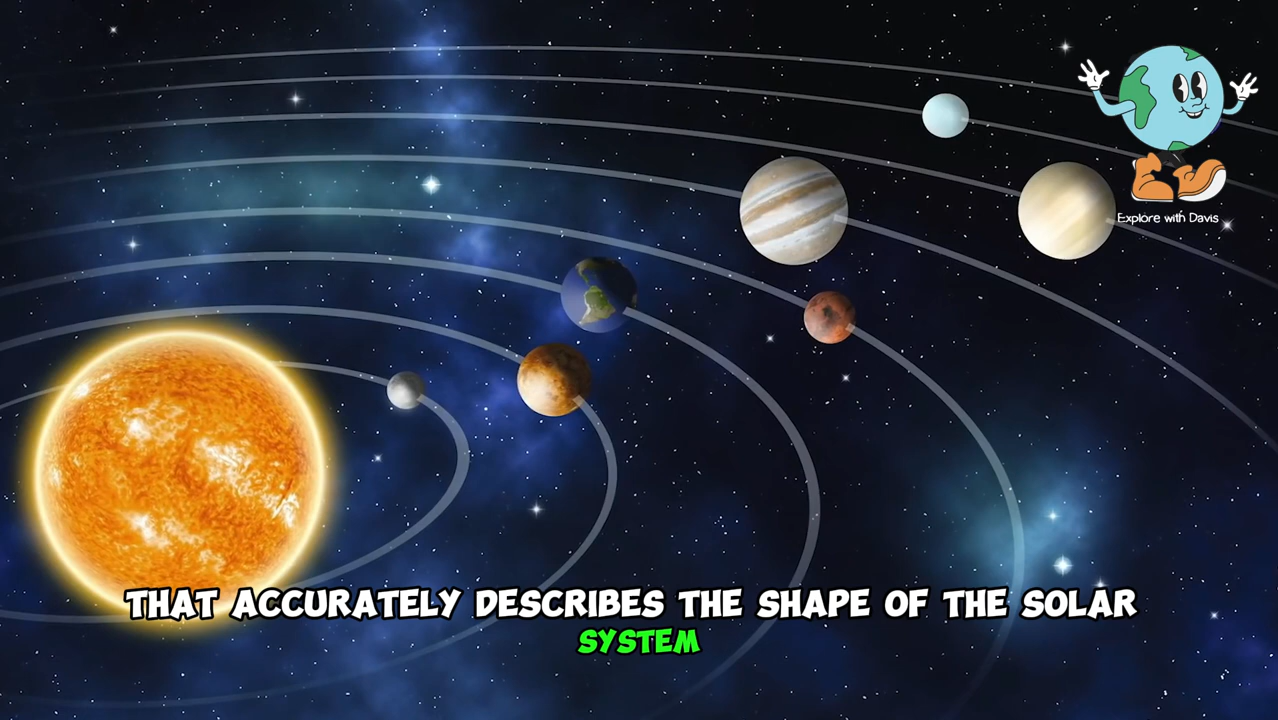 Explore with Davis
THAT ACCURATELY DESCRIBES THE SHAPE OF THE SOLAR
SYSTEM